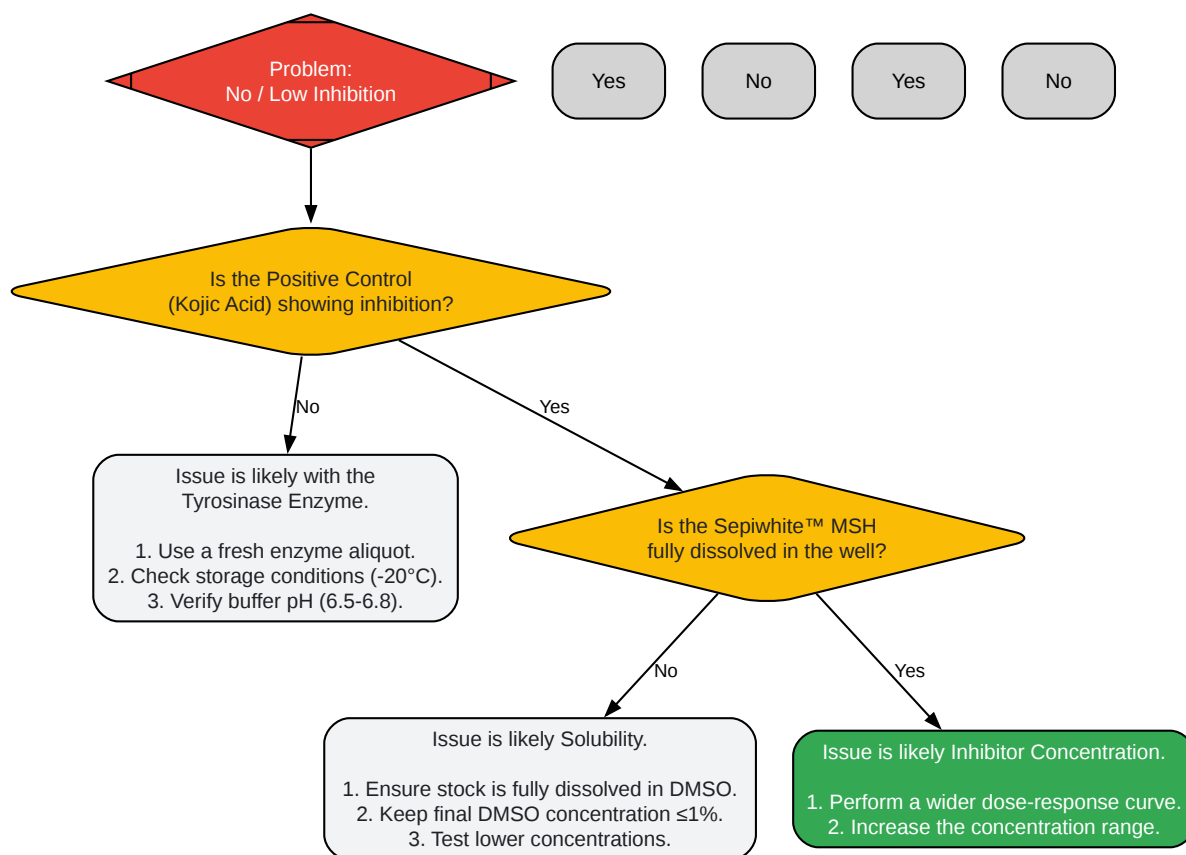 Problem:
No / Low Inhibition
Yes
No
Yes
No
Is the Positive Control
(Kojic Acid) showing inhibition?
No
Yes
Issue is likely with the
Tyrosinase Enzyme.
1. Use a fresh enzyme aliquot.
2. Check storage conditions (-20°C).
3. Verify buffer pH (6.5-6.8).
Is the Sepiwhite™ MSH
fully dissolved in the well?
No
Yes
Issue is likely Solubility.
1. Ensure stock is fully dissolved in DMSO.
2. Keep final DMSO concentration ≤1%.
3. Test lower concentrations.
Issue is likely Inhibitor Concentration.
1. Perform a wider dose-response curve.
2. Increase the concentration range.